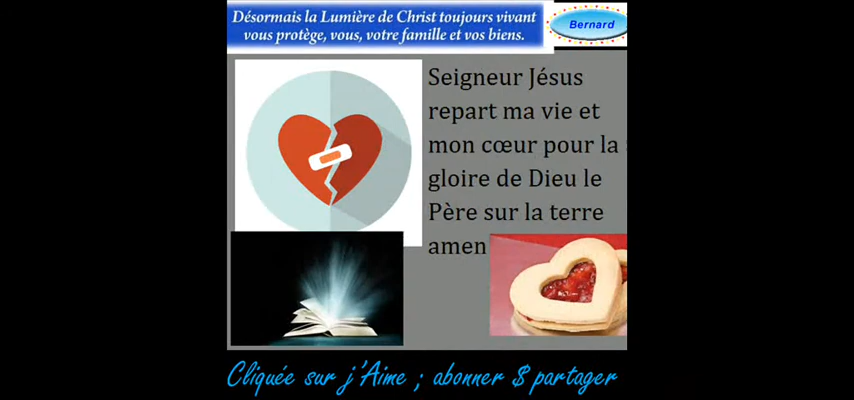 Désormais la Lumière de Christ toujours vivant
vous protège, vous, votre famille et vos biens.
Bernard
Seigneur Jésus
repart ma vie et
mon cœur pour la
gloire de Dieu le
Père sur la terre
amen
Cliquée sur j'Aime ; abonner $ partager